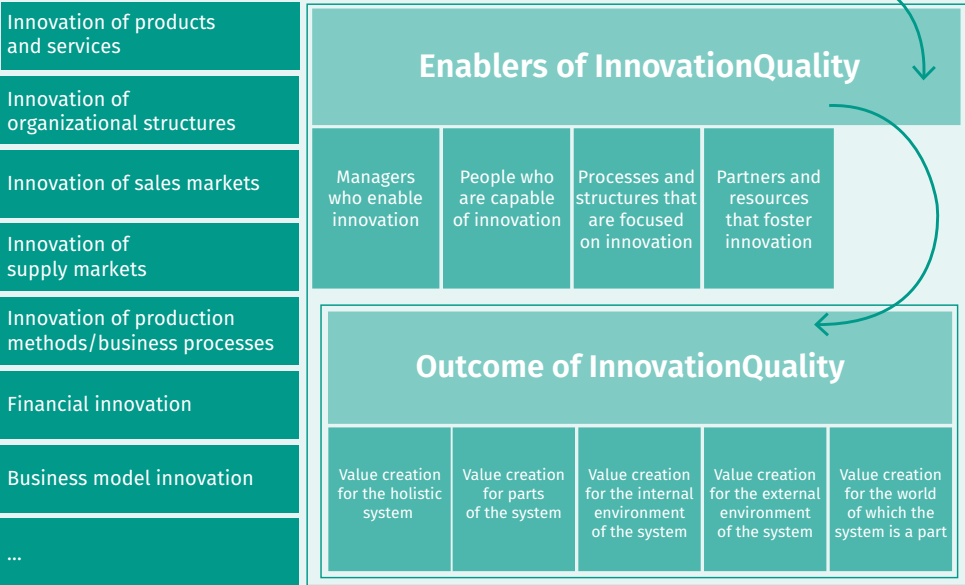 Innovation of products
and services
Innovation of
organizational structures
Innovation of sales markets
Innovation of
supply markets
Innovation of production
methods/business processes
Financial innovation
Business model innovation
...
Enablers of InnovationQuality
Managers
who enable
innovation
People who
are capable
of innovation
Processes and
structures that
are focused
on innovation
Partners and
resources
that foster
innovation
Outcome of InnovationQuality
Value creation
for the holistic
system
Value creation
for parts
of the system
Value creation
for the internal
environment
of the system
Value creation
for the external
environment
of the system
Value creation
for the world
of which the
system is a part